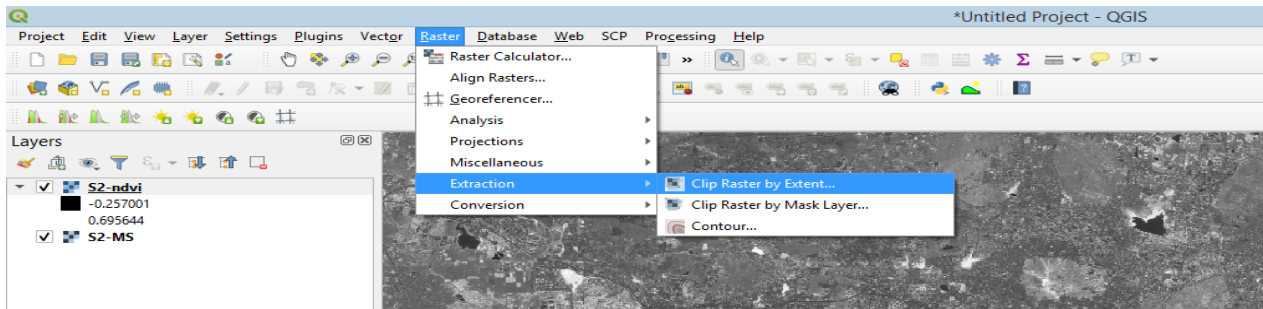 *Untitled Project - QGIS
Project Edit View Layer Settings Plugins Vector Raster Database Web SCP Processing Help
Raster Calculator...
Align Rasters...
Georeferencer...
Analysis
Projections
Miscellaneous
Extraction
Conversion
Clip Raster by Extent...
Clip Raster by Mask Layer...
Contour...
Layers
S2-ndvi
-0.257001
0.695644
S2-MS